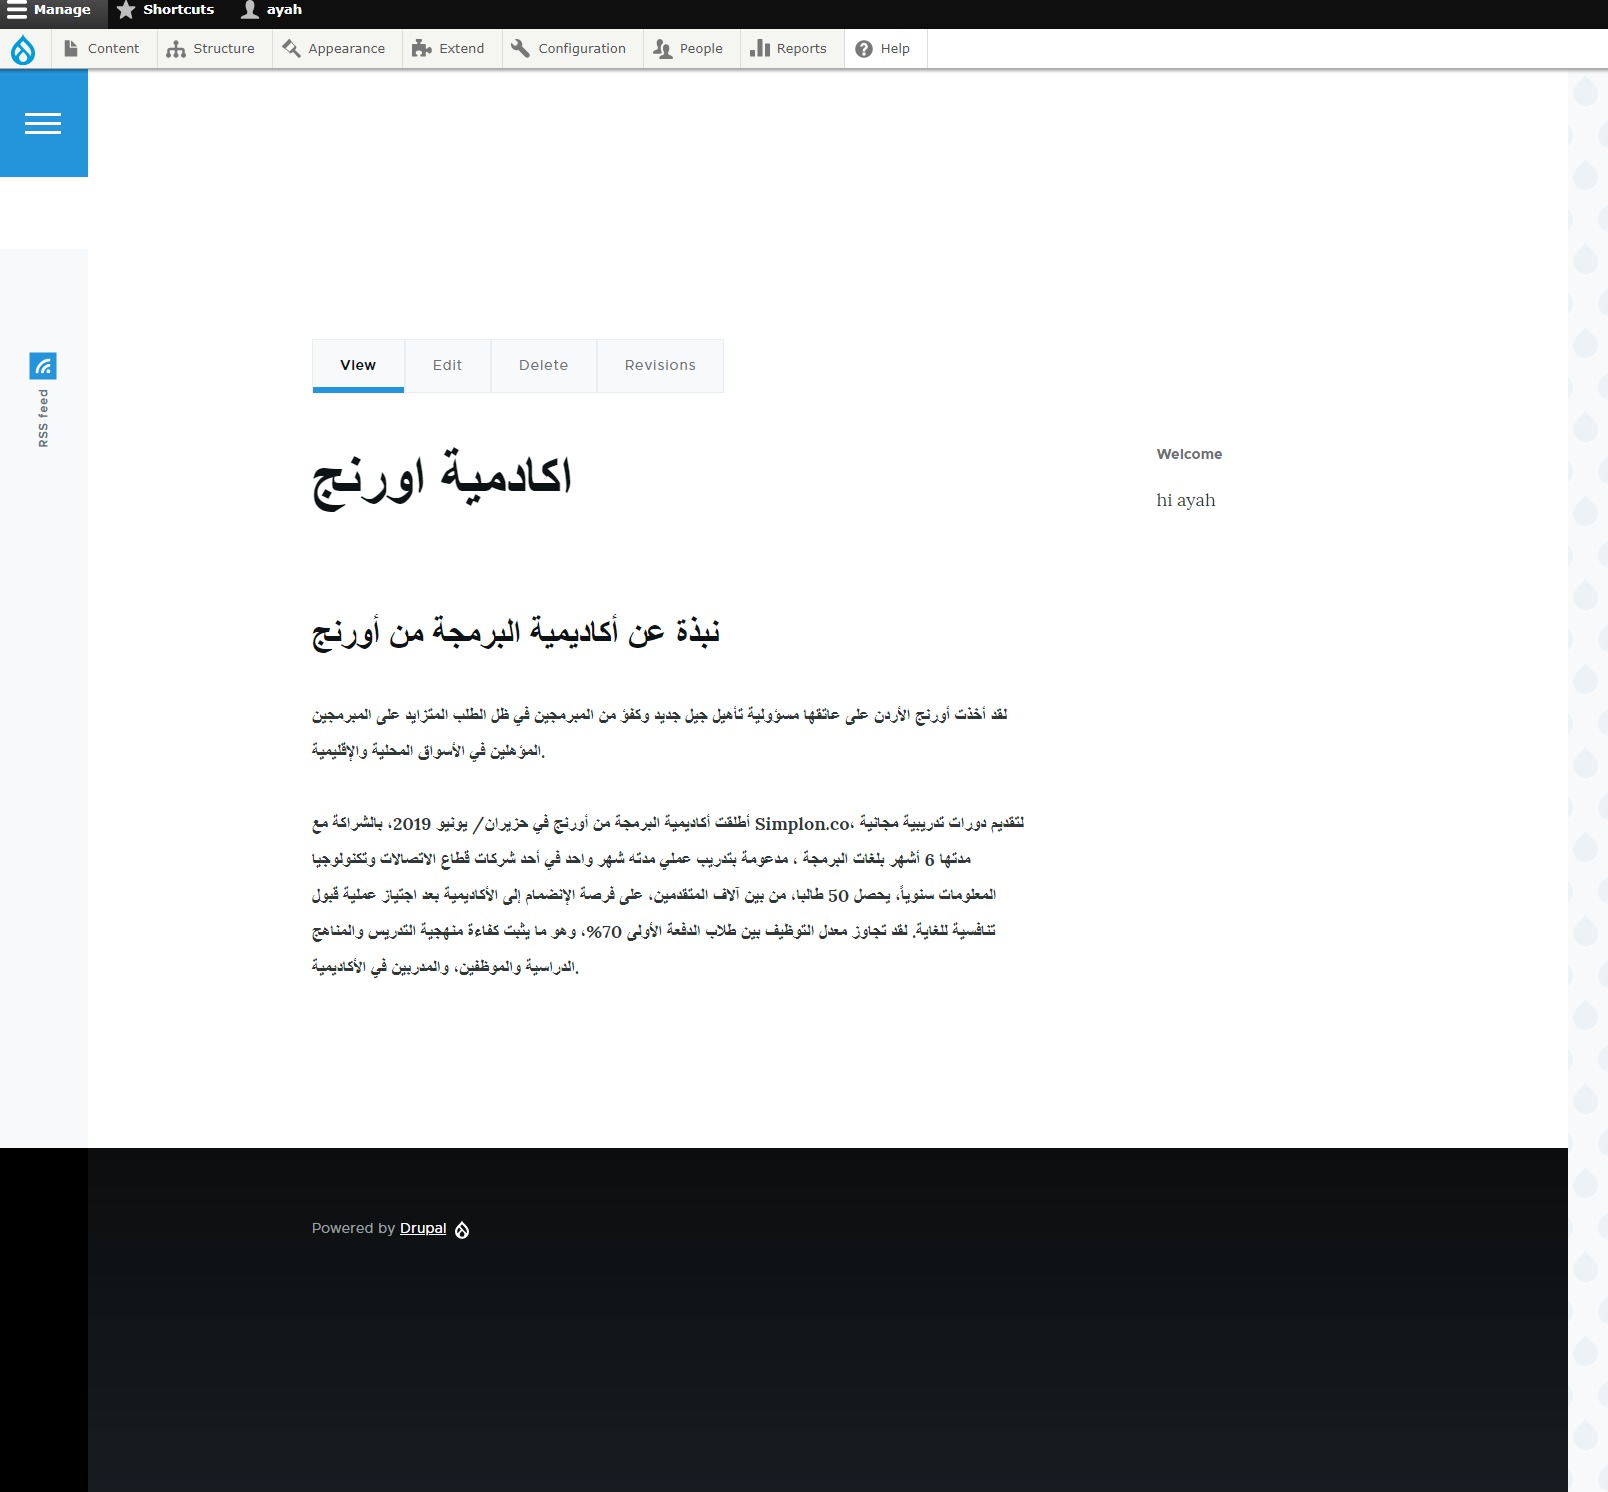 Manage
Shortcuts
ayah
Content
Structure
Appearance
Extend
Configuration
People
Reports
Help
RSS feed
View
Edit
Delete
Revisions
اكادمية اورنج
Welcome
hi ayah
نبذة عن أكاديمية البرمجة من أورنج
لقد أخذت أورنج الأردن على عاتقها مسؤولية تأهيل جيل جديد وكفؤ من المبرمجين في ظل الطلب المتزايد على المبرمجين
المؤهلين في الأسواق المحلية والإقليمية.
أطلقت أكاديمية البرمجة من أورنج في حزيران/ يونيو 2019، بالشراكة مع Simplon.co، لتقديم دورات تدريبية مجانية
مدتها 6 أشهر بلغات البرمجة ، مدعومة بتدريب عملي مدته شهر واحد في أحد شركات قطاع الاتصالات وتكنولوجيا
المعلومات سنوياً، يحصل 50 طالبا، من بين آلاف المتقدمين، على فرصة الإنضمام إلى الأكاديمية بعد اجتياز عملية قبول
تنافسية للغاية. لقد تجاوز معدل التوظيف بين طلاب الدفعة الأولى 70%، وهو ما يثبت كفاءة منهجية التدريس والمناهج
الدراسية والموظفين، والمدربين في الأكاديمية.
Powered by Drupal